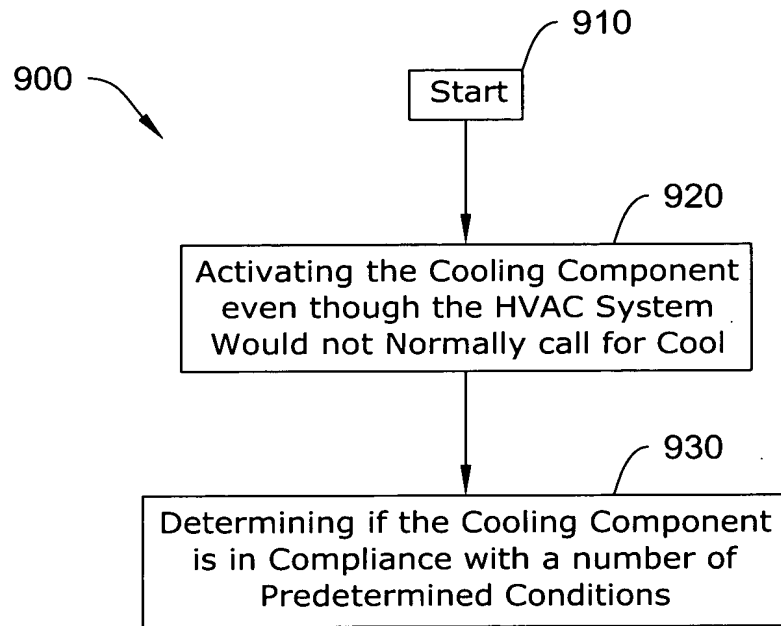 910
900
Start
920
Activating the Cooling Component
even though the HVAC System
Would not Normally call for Cool
930
Determining if the Cooling Component
is in Compliance with a number of
Predetermined Conditions